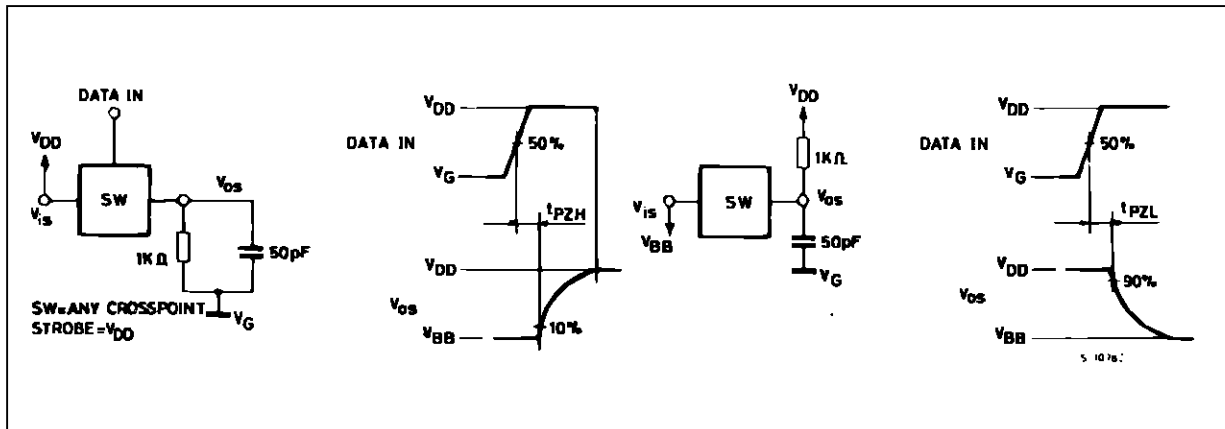 DATA IN
VDD
SW
Vis
Vos
1KΩ
50pF
VG
SW=ANY CROSSPOINT
STROBE=VDD
DATA IN
VDD
50%
VG
tPZH
VDD
Vos
10%
VBB
VDD
1KΩ
Vis
SW
Vos
VBB
50pF
VG
DATA IN
VDD
50%
VG
tPZL
VDD
90%
Vos
VBB